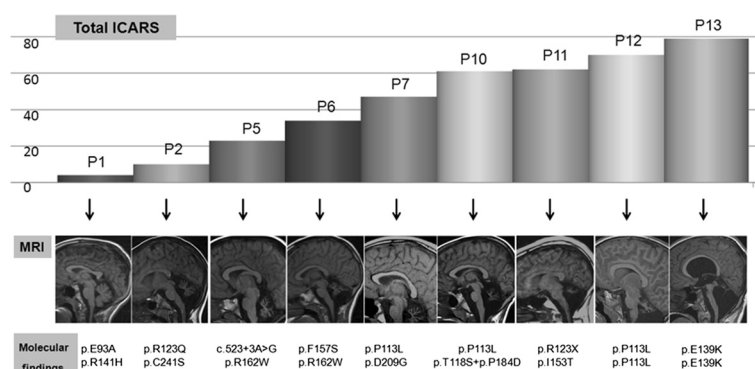 Total ICARS
80
60
40
20
0
P1
P2
P5
P6
P7
P10
P11
P12
P13
MRI
Molecular
findings
p.E93A p.R123Q c.523+3A>G p.F157S p.P113L p.P113L p.R123X p.P113L p.E139K
p.R141H p.C241S p.R162W p.R162W p.D209G p.T118S+p.P184D p.I153T p.P113L p.E139K